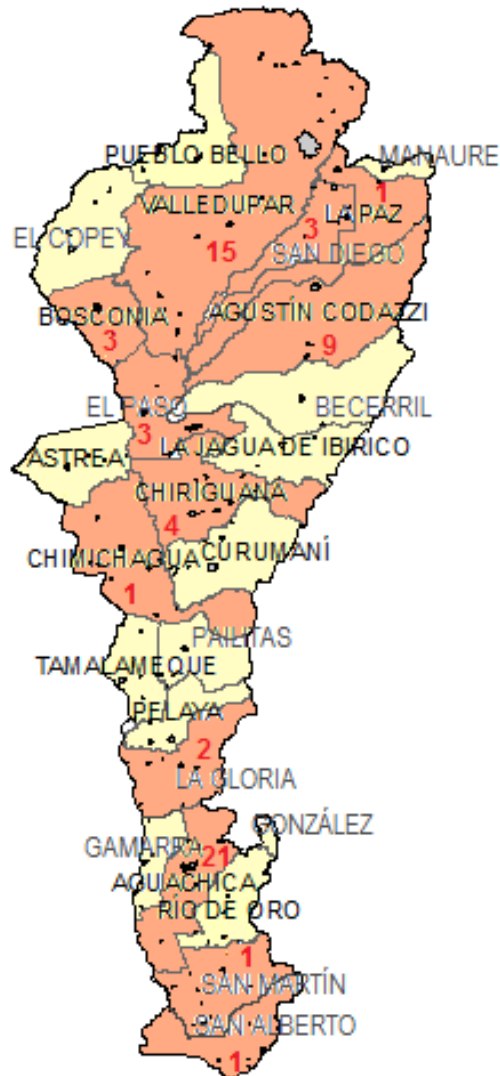 PUEBLO BELLO
MANAURE
1
VALLEDUPAR
LA PAZ
3
EL COPEY
15
SAN DIEGO
BOSCONIA
AGUSTÍN CODAZZI
3
9
EL PASO
BECERRIL
3
LA JAGUA DE IBIRICO
ASTREA
CHIRIGUANA
4
CHIMICHAGUA
CURUMANÍ
1
PAILITAS
TAMALAMEQUE
PELAYA
2
LA GLORIA
GONZÁLEZ
GAMARRA
21
AGUACHICA
RÍO DE ORO
1
SAN MARTÍN
SAN ALBERTO
1